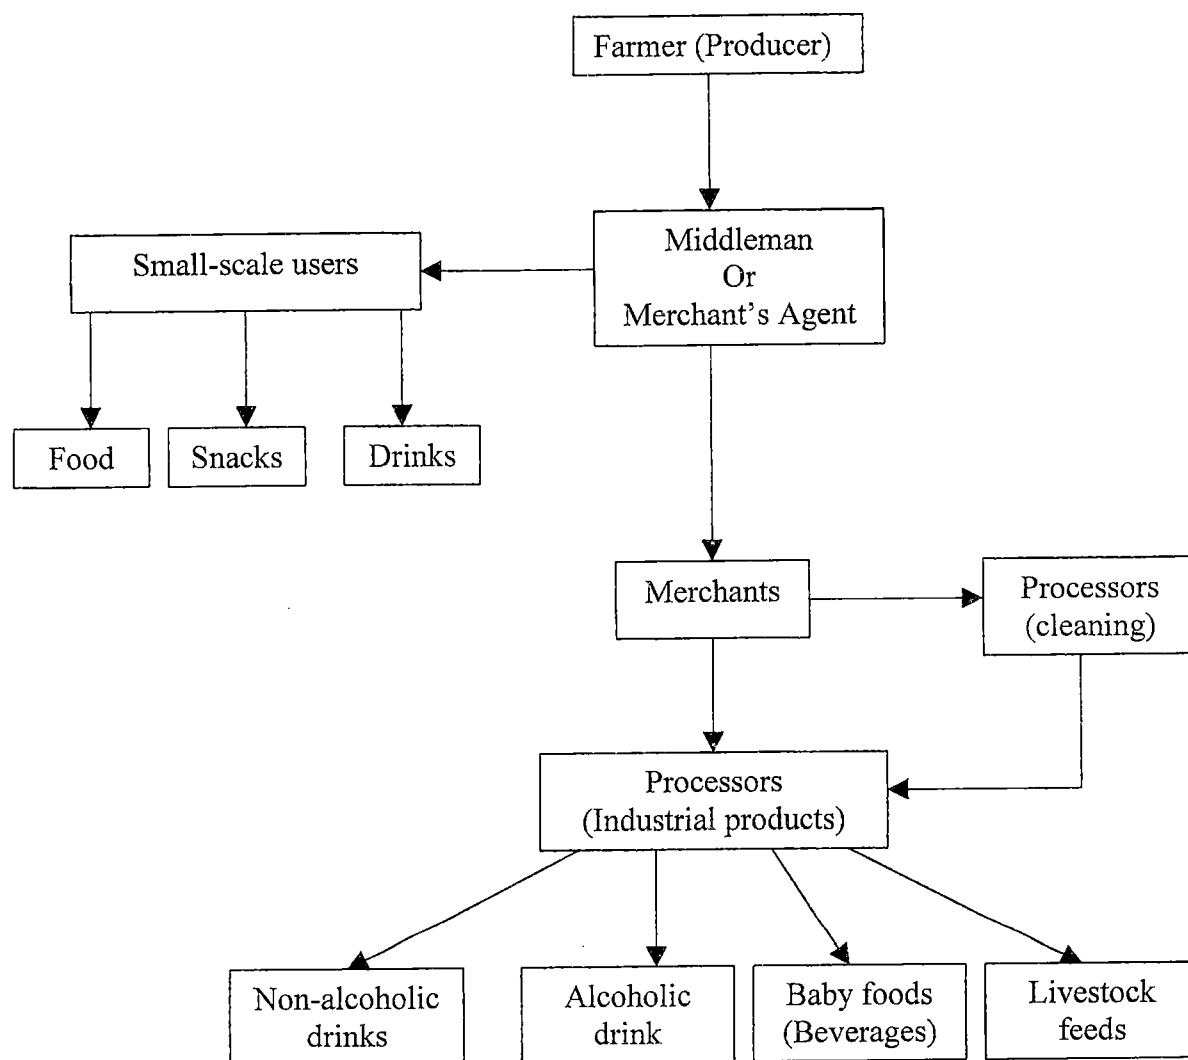 Farmer (Producer)
Middleman
Or
Merchant's Agent
Small-scale users
Food
Snacks
Drinks
Merchants
Processors
(cleaning)
Processors
(Industrial products)
Non-alcoholic
drinks
Alcoholic
drink
Baby foods
(Beverages)
Livestock
feeds